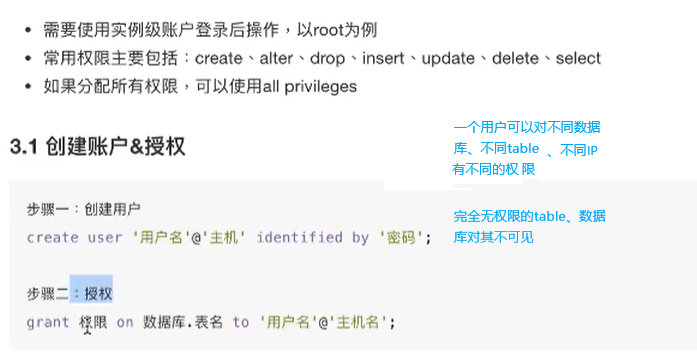 需要使用实例级账户登录后操作，以root为例
常用权限主要包括：create、alter、drop、insert、update、delete、select
如果分配所有权限，可以使用all privileges
3.1 创建账户&授权
一个用户可以对不同数据
库、不同table 、不同IP
有不同的权 限
步骤一：创建用户
create user '用户名'@'主机' identified by '密码';
完全无权限的table、数据
库对其不可见
步骤二：授权
grant 权限 on 数据库.表名 to '用户名'@'主机名';